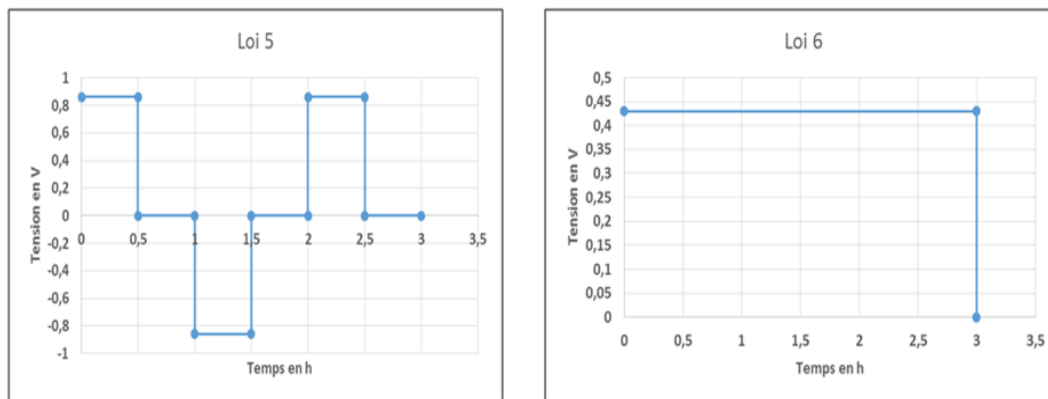 Loi 5
Tension en V
1
0,8
0,6
0,4
0,2
0
-0,2
-0,4
-0,6
-0,8
-1
0 0,5 1 1,5 2 2,5 3 3,5
Temps en h
Loi 6
Tension en V
0,5
0,45
0,4
0,35
0,3
0,25
0,2
0,15
0,1
0,05
0
0 0,5 1 1,5 2 2,5 3 3,5
Temps en h